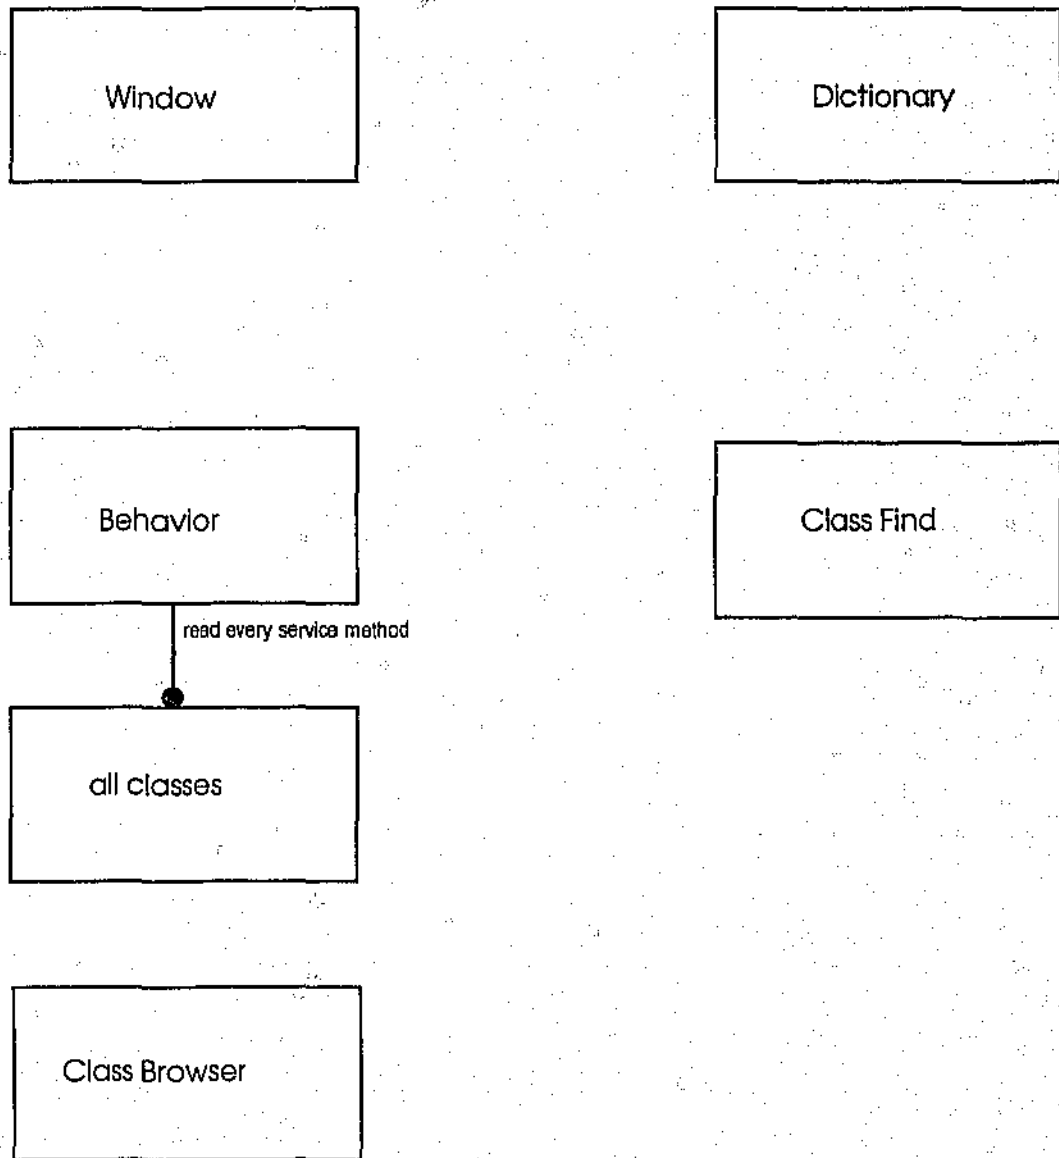 Window
Dictionary
Behavior
Class Find
read every service method
all classes
Class Browser